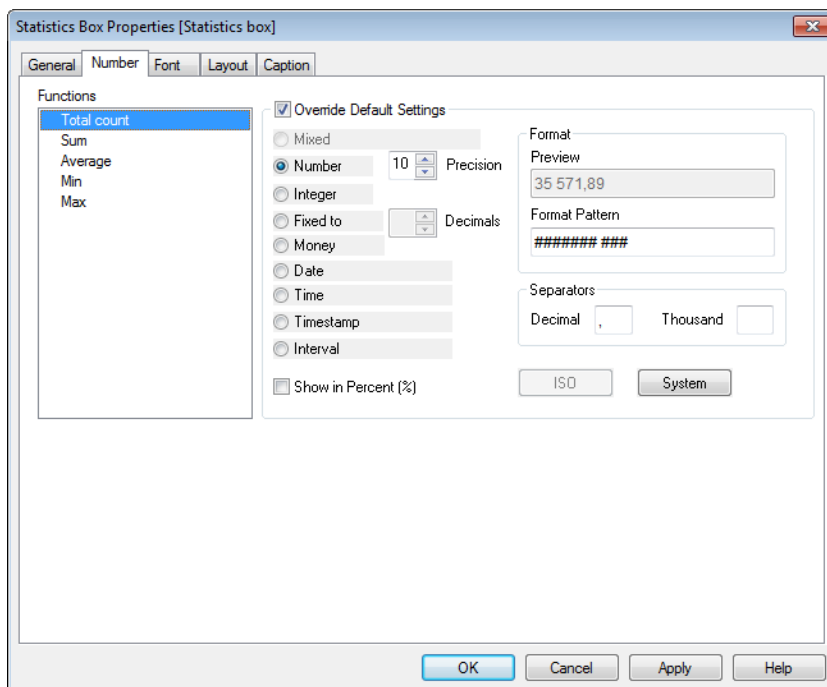 Statistics Box Properties [Statistics box]
General Number Font Layout Caption
Functions
Total count
Sum
Average
Min
Max
Override Default Settings
Mixed
Number 10 Precision
Integer
Fixed to Decimals
Money
Date
Time
Timestamp
Interval
Show in Percent (%)
Format
Preview
35 571,89
Format Pattern
####### ###
Separators
Decimal , Thousand
ISO System
OK Cancel Apply Help